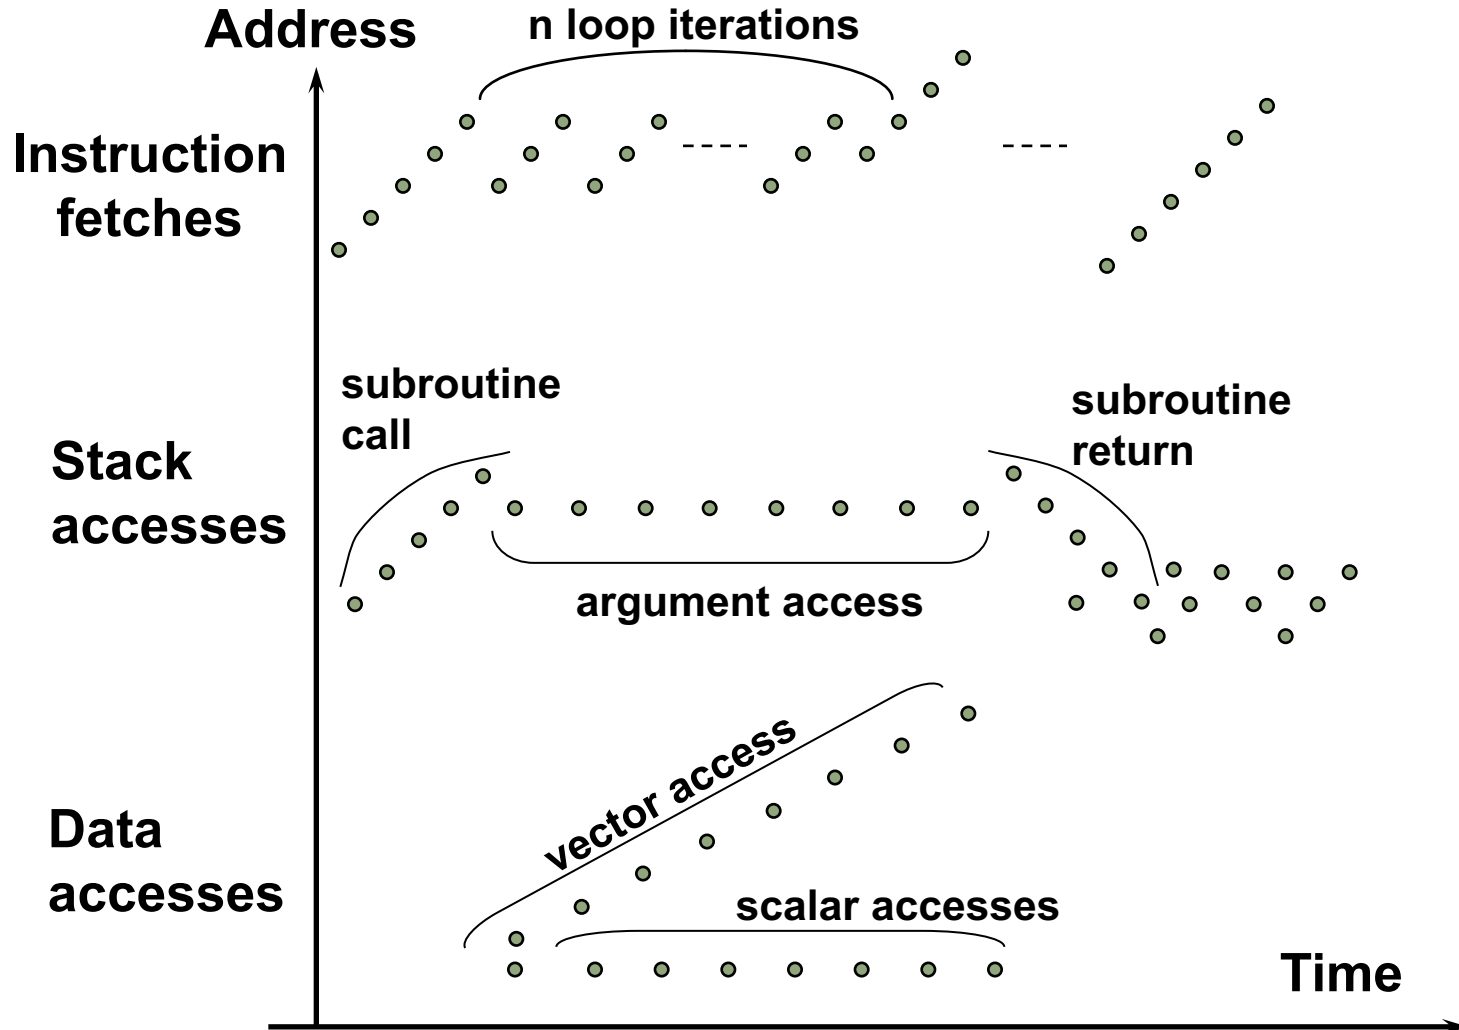 Address
n loop iterations
Instruction
fetches
subroutine
call
subroutine
return
Stack
accesses
argument access
vector access
Data
accesses
scalar accesses
Time